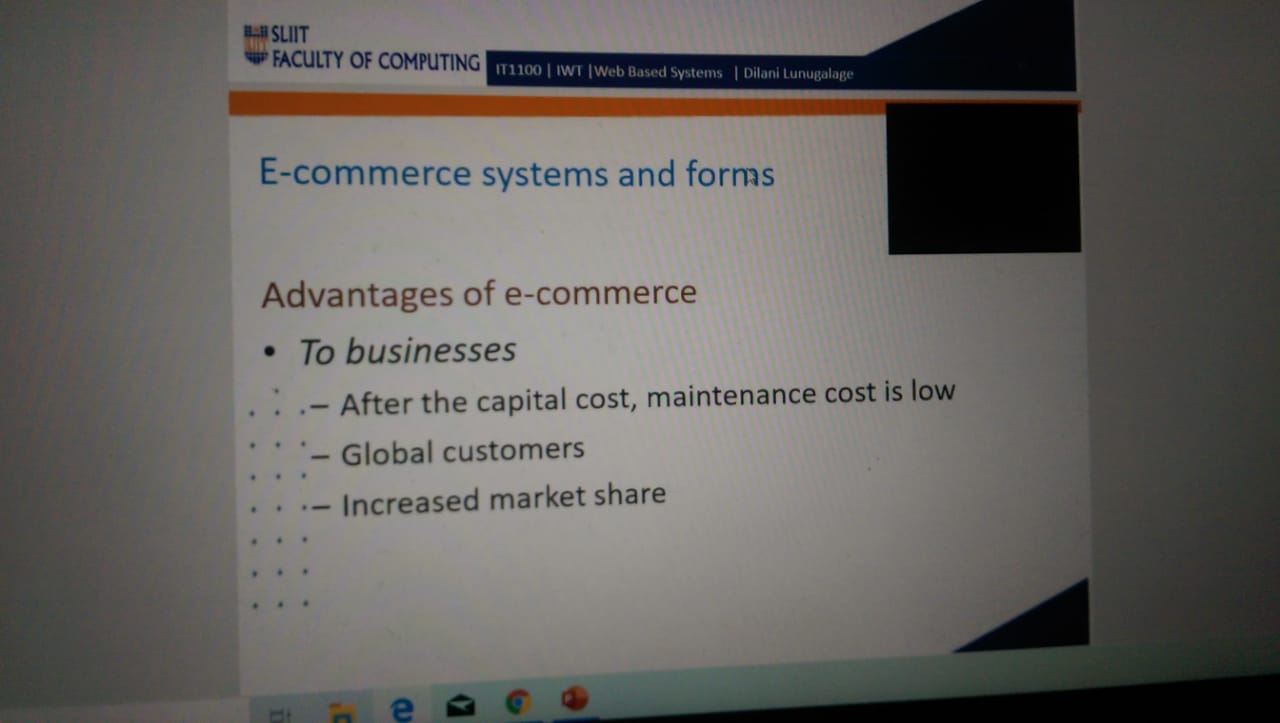 SLIIT
FACULTY OF COMPUTING
IT1100 | IWT |Web Based Systems | Dilani Lunugalage
E-commerce systems and forms
Advantages of e-commerce
• To businesses
– After the capital cost, maintenance cost is low
– Global customers
– Increased market share